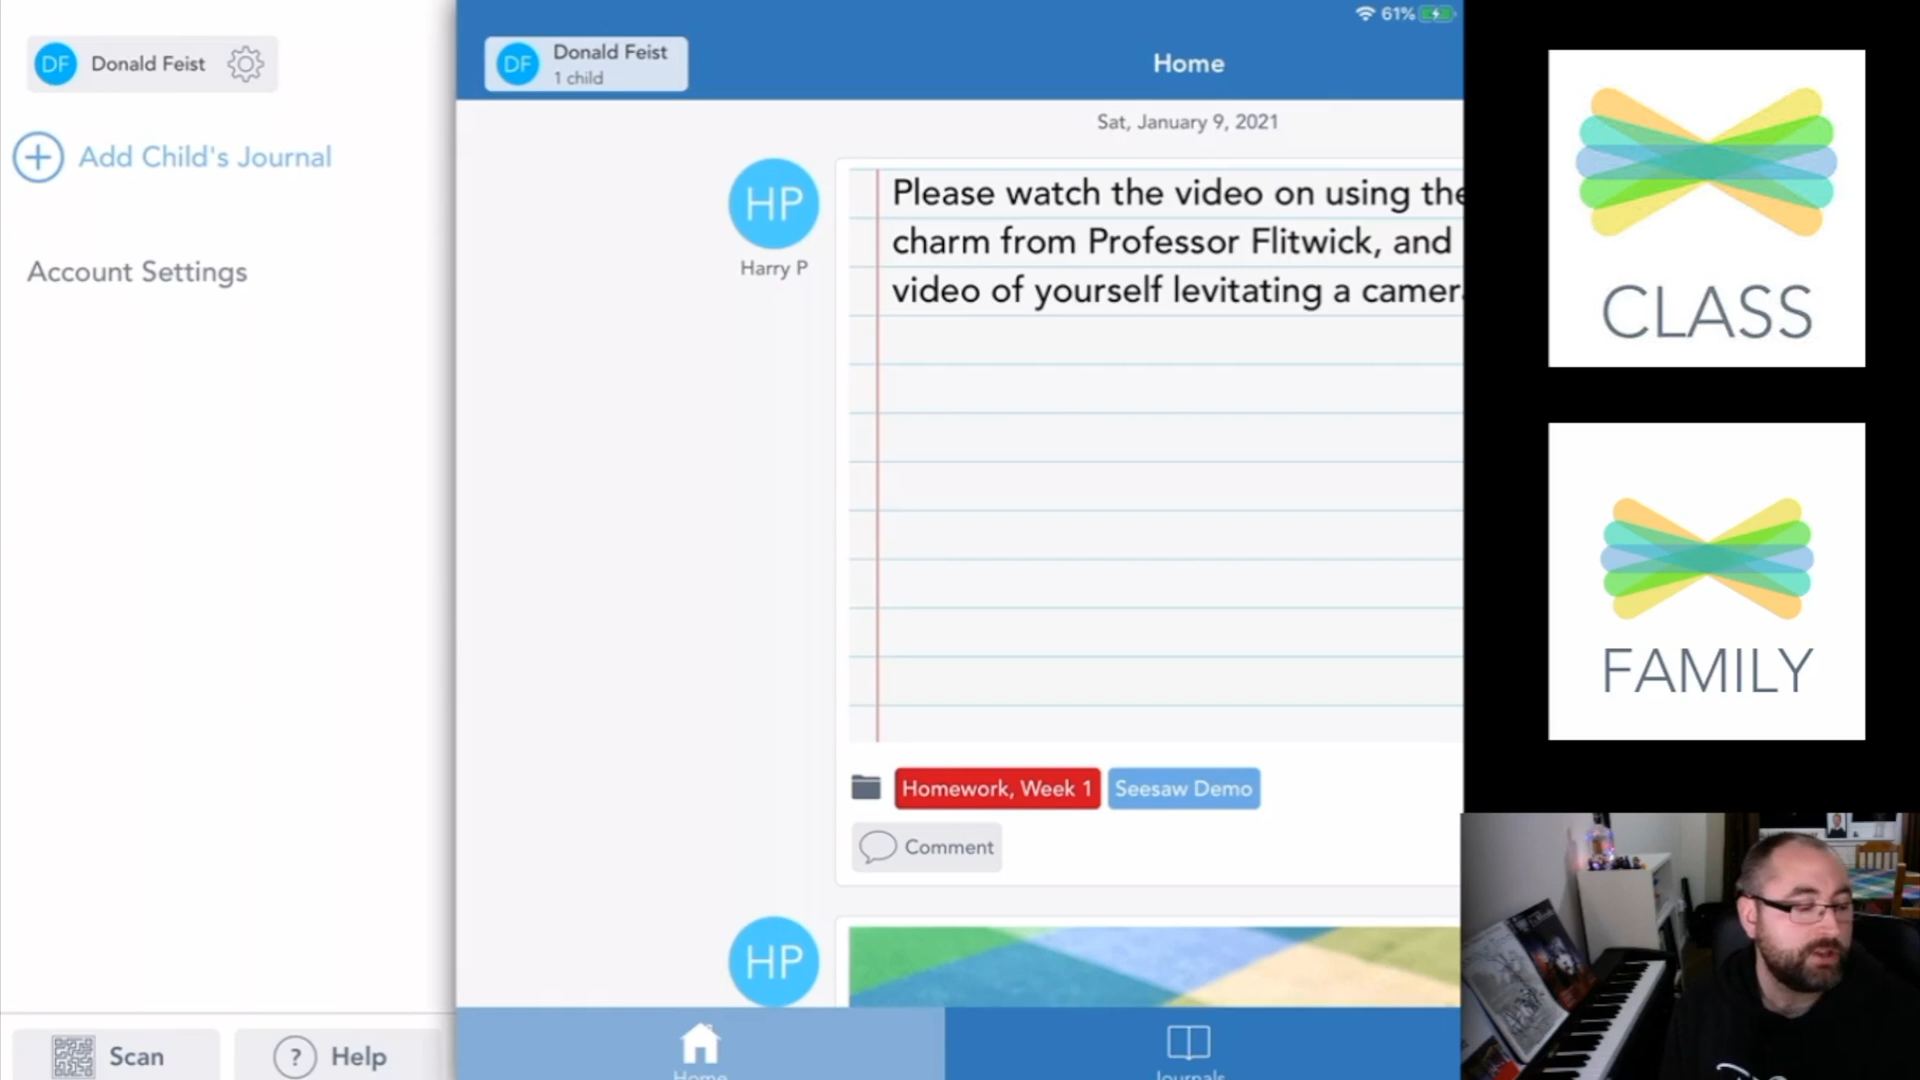 DF Donald Feist
Add Child's Journal
Account Settings
Scan
? Help
61%
DF Donald Feist
1 child
Home
Sat, January 9, 2021
HP
Harry P
Please watch the video on using the
charm from Professor Flitwick, and
video of yourself levitating a camer
Homework, Week 1 Seesaw Demo
Comment
HP
Home
Journals
CLASS
FAMILY